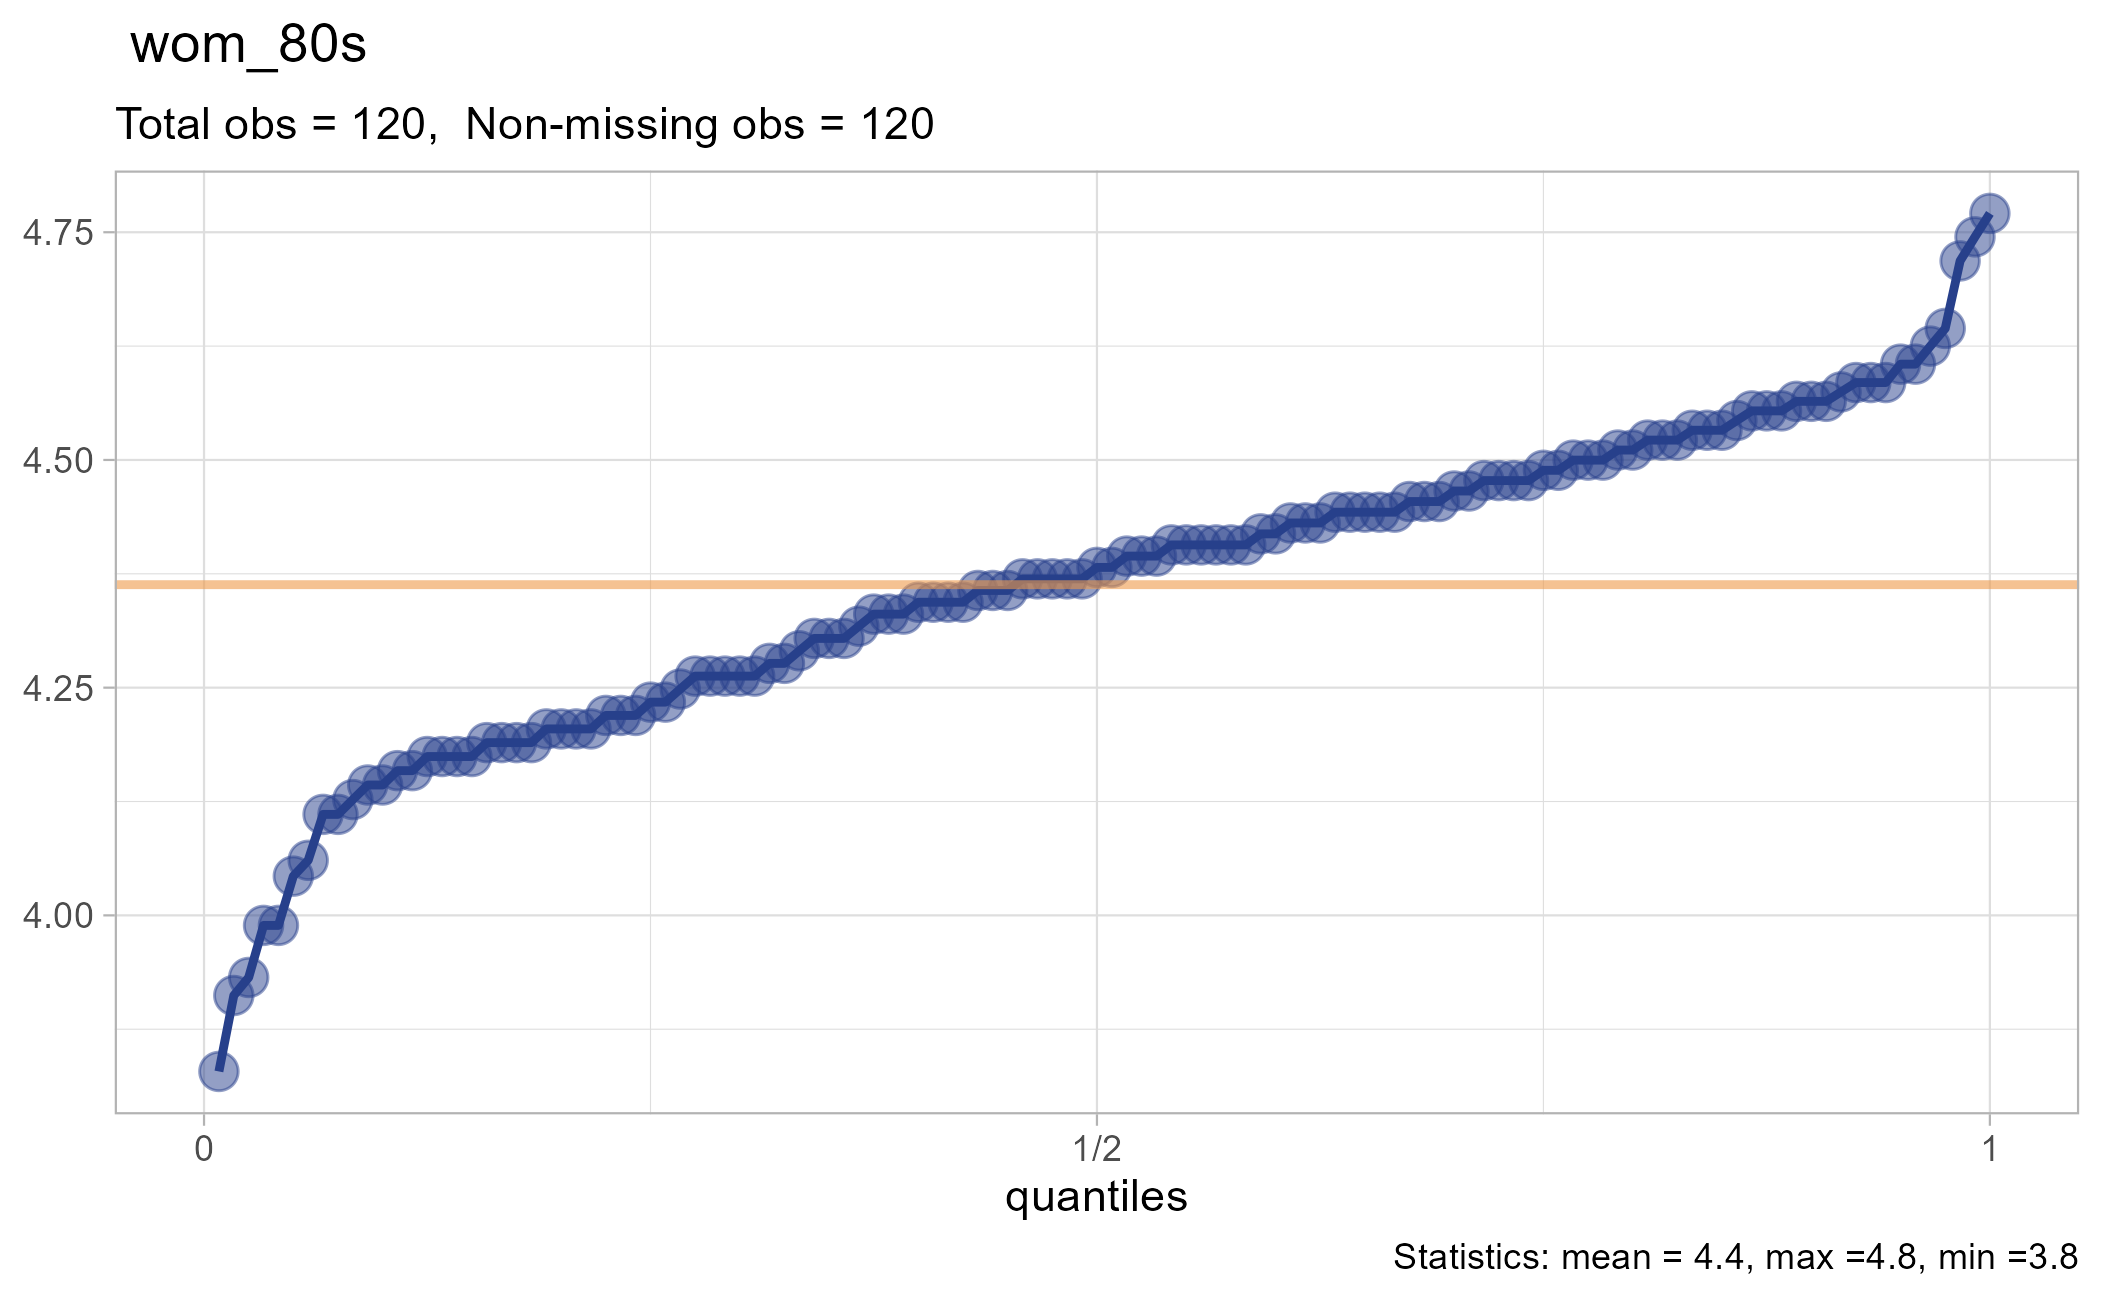 wom_80s
Total obs = 120,  Non-missing obs = 120
4.75
4.50
4.25
4.00
0
1/2
1
quantiles
Statistics: mean = 4.4, max =4.8, min =3.8